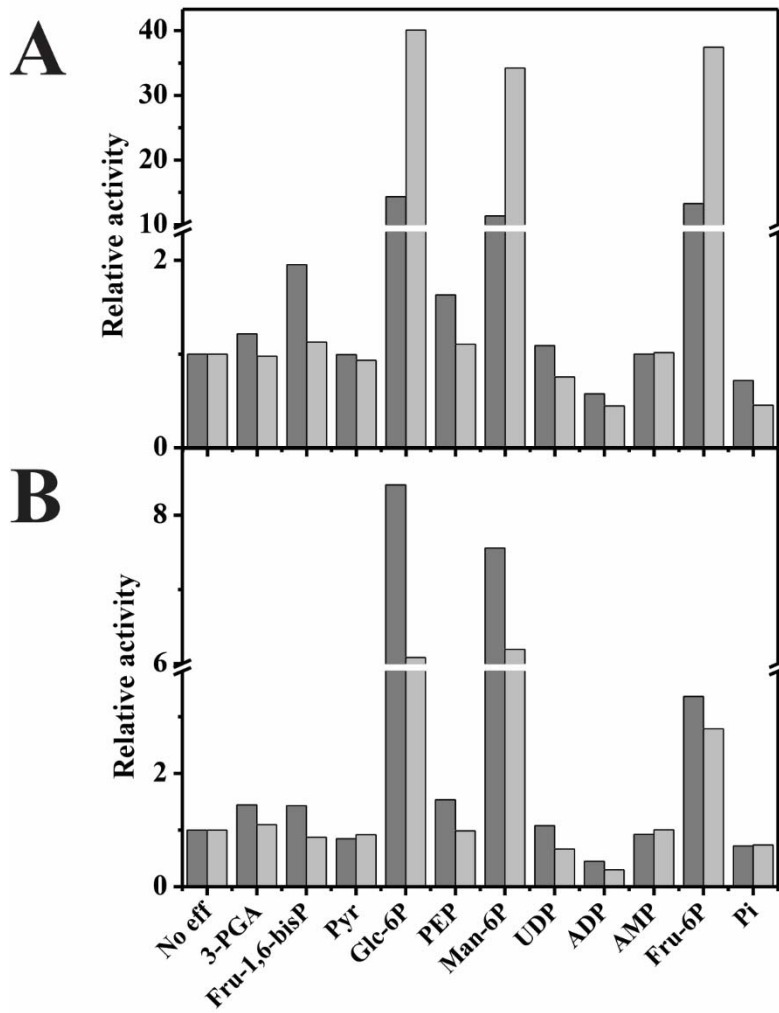 A
Relative activity
40
30
20
10
2
0
B
Relative activity
8
6
2
0
No eff
3-PGA
Fru-1,6-bisP
Pyr
Glc-6P
PEP
Man-6P
UDP
ADP
AMP
Fru-6P
Pi